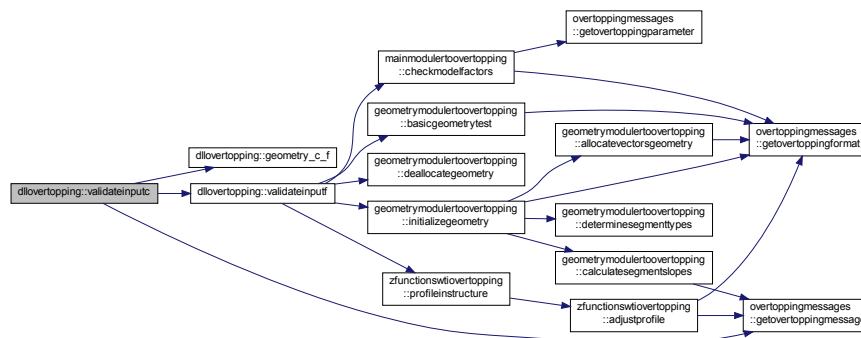 overtoppingmessages
::getovertoppingparameter
mainmodulertoovertopping
::checkmodelfactors
geometrymodulertoovertopping
::basicgeometrytest
geometrymodulertoovertopping
::allocatevectorsgeometry
overtoppingmessages
::getovertoppingformat
dllovertopping::geometry_c_f
geometrymodulertoovertopping
::deallocategeometry
dllovertopping::validateinputc
dllovertopping::validateinputf
geometrymodulertoovertopping
::initializegeometry
geometrymodulertoovertopping
::determinesegmenttypes
geometrymodulertoovertopping
::calculatesegmentslopes
zfunctionswtiovertopping
::profileinstructure
zfunctionswtiovertopping
::adjustprofile
overtoppingmessages
::getovertoppingmessage